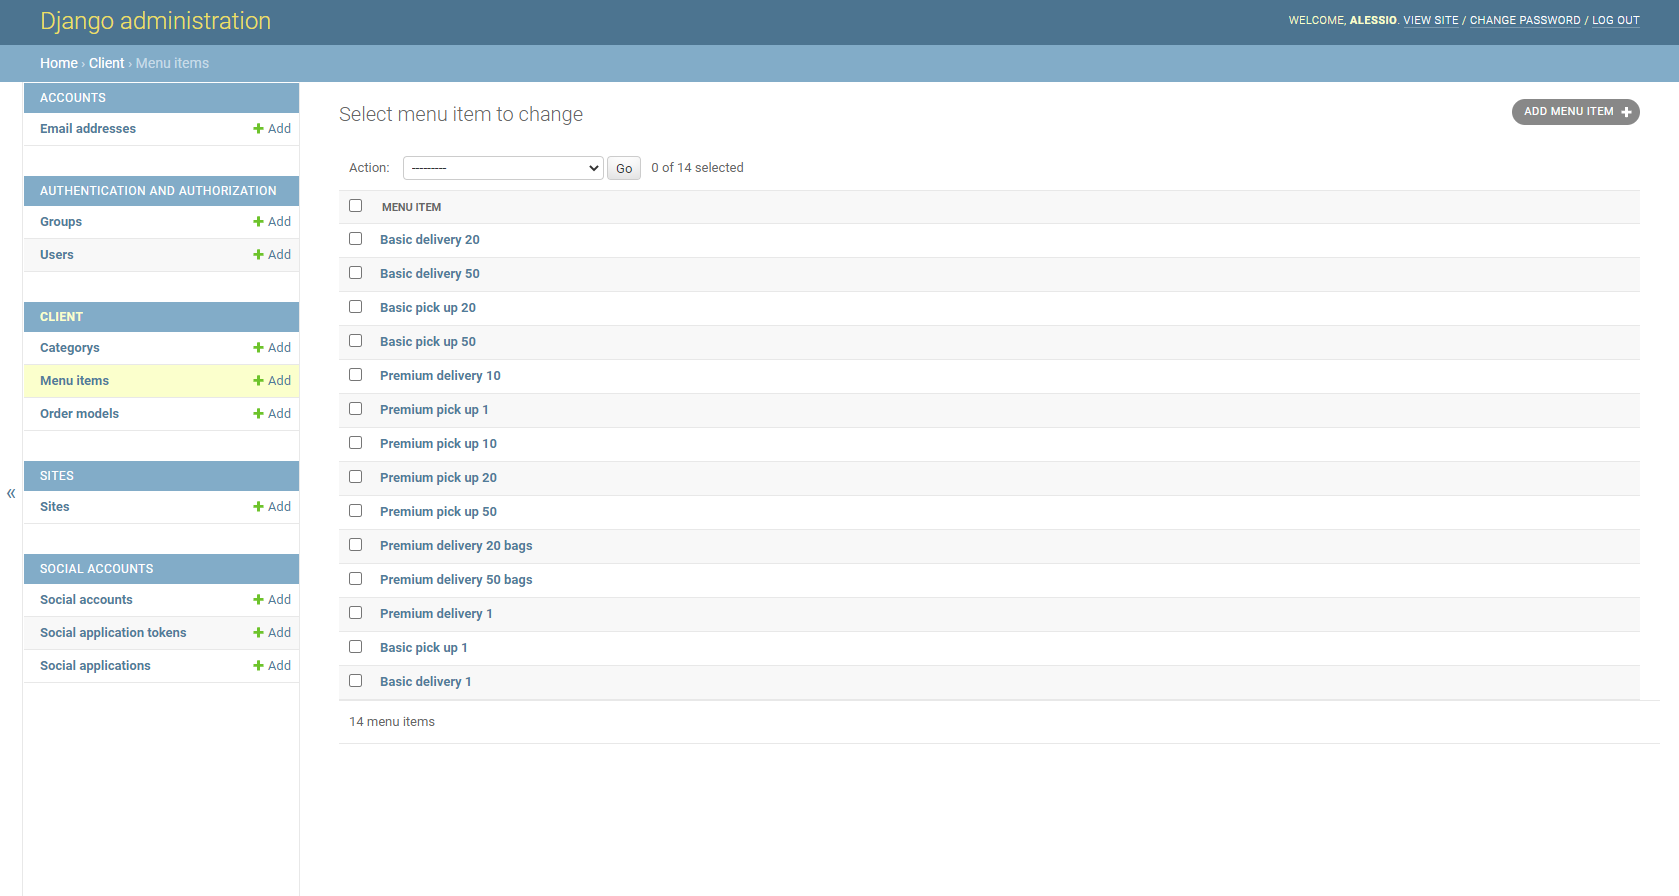 Django administration
WELCOME, ALESSIO. VIEW SITE / CHANGE PASSWORD / LOG OUT
Home › Client › Menu items
ACCOUNTS
Email addresses Add
AUTHENTICATION AND AUTHORIZATION
Groups Add
Users Add
CLIENT
Categorys Add
Menu items Add
Order models Add
SITES
Sites Add
SOCIAL ACCOUNTS
Social accounts Add
Social application tokens Add
Social applications Add
«
Select menu item to change
ADD MENU ITEM
Action: --------- Go 0 of 14 selected
MENU ITEM
Basic delivery 20
Basic delivery 50
Basic pick up 20
Basic pick up 50
Premium delivery 10
Premium pick up 1
Premium pick up 10
Premium pick up 20
Premium pick up 50
Premium delivery 20 bags
Premium delivery 50 bags
Premium delivery 1
Basic pick up 1
Basic delivery 1
14 menu items